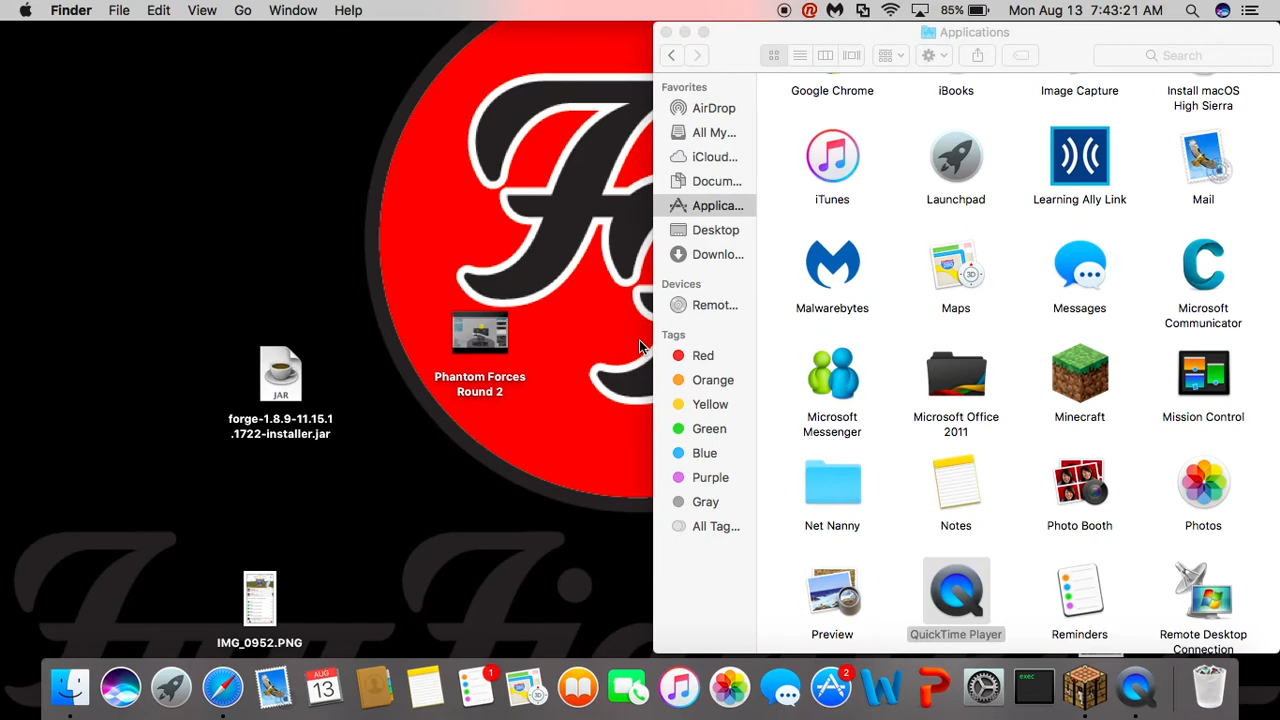 Finder File Edit View Go Window Help 85% Mon Aug 13 7:43:21 AM
Applications
Search
Favorites
AirDrop
All My...
iCloud...
Docum...
Applica...
Desktop
Downlo...
Devices
Remot...
Tags
Red
Orange
Yellow
Green
Blue
Purple
Gray
All Tag...
Google Chrome iBooks Image Capture Install macOS
High Sierra
iTunes Launchpad Learning Ally Link Mail
3D
Malwarebytes Maps Messages Microsoft
Communicator
Microsoft
Messenger
Microsoft Office
2011
Minecraft Mission Control
Net Nanny Notes Photo Booth Photos
Preview QuickTime Player Reminders Remote Desktop
Connection
Phantom Forces
Round 2
JAR
forge-1.8.9-11.15.1
.1722-installer.jar
IMG_0952.PNG
AUG
13
1
3D
2
exec